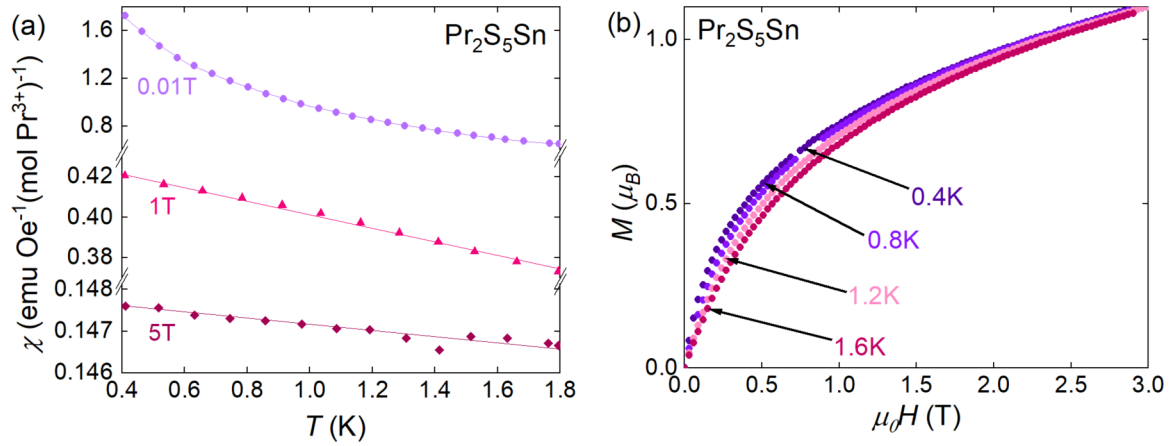 (a)
Pr₂S₅Sn
χ (emu Oe⁻¹(mol Pr³⁺)⁻¹)
1.6
1.2
0.8
0.42
0.40
0.38
0.148
0.147
0.146
0.01T
1T
5T
0.4 0.6 0.8 1.0 1.2 1.4 1.6 1.8
T (K)
(b)
Pr₂S₅Sn
M (μ_B)
1.0
0.5
0.0
0.4K
0.8K
1.2K
1.6K
0.0 0.5 1.0 1.5 2.0 2.5 3.0
μ₀H (T)